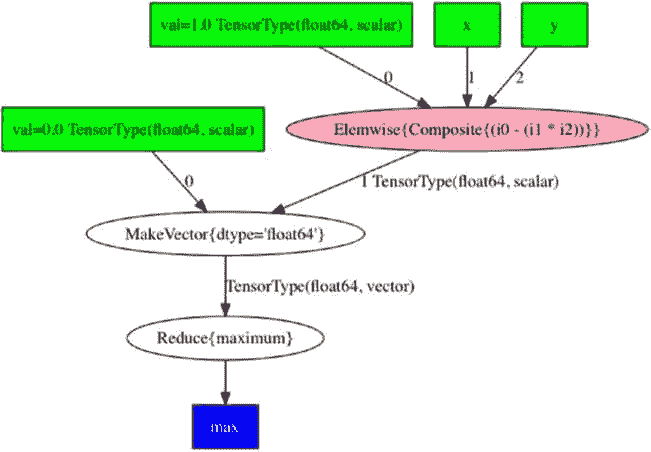 val=1.0 TensorType(float64, scalar)
x
y
0
1
2
val=0.0 TensorType(float64, scalar)
Elemwise{Composite{(i0 - (i1 * i2))}}
0
1 TensorType(float64, scalar)
MakeVector{dtype='float64'}
TensorType(float64, vector)
Reduce{maximum}
max